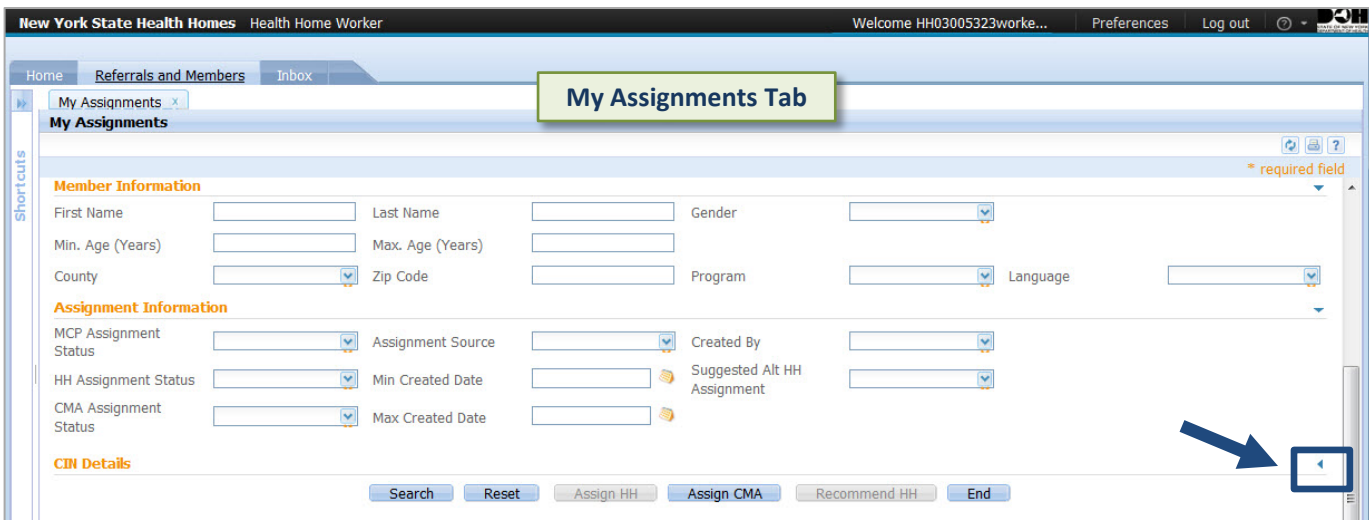 New York State Health Homes Health Home Worker Welcome HH03005323worke... Preferences Log out ?
Home Referrals and Members Inbox
My Assignments x
My Assignments Tab
My Assignments
Shortcuts
?
* required field
Member Information
First Name Last Name Gender
Min. Age (Years) Max. Age (Years)
County Zip Code Program Language
Assignment Information
MCP Assignment
Status
Assignment Source Created By
HH Assignment Status Min Created Date Suggested Alt HH
Assignment
CMA Assignment
Status
Max Created Date
CIN Details
Search Reset Assign HH Assign CMA Recommend HH End